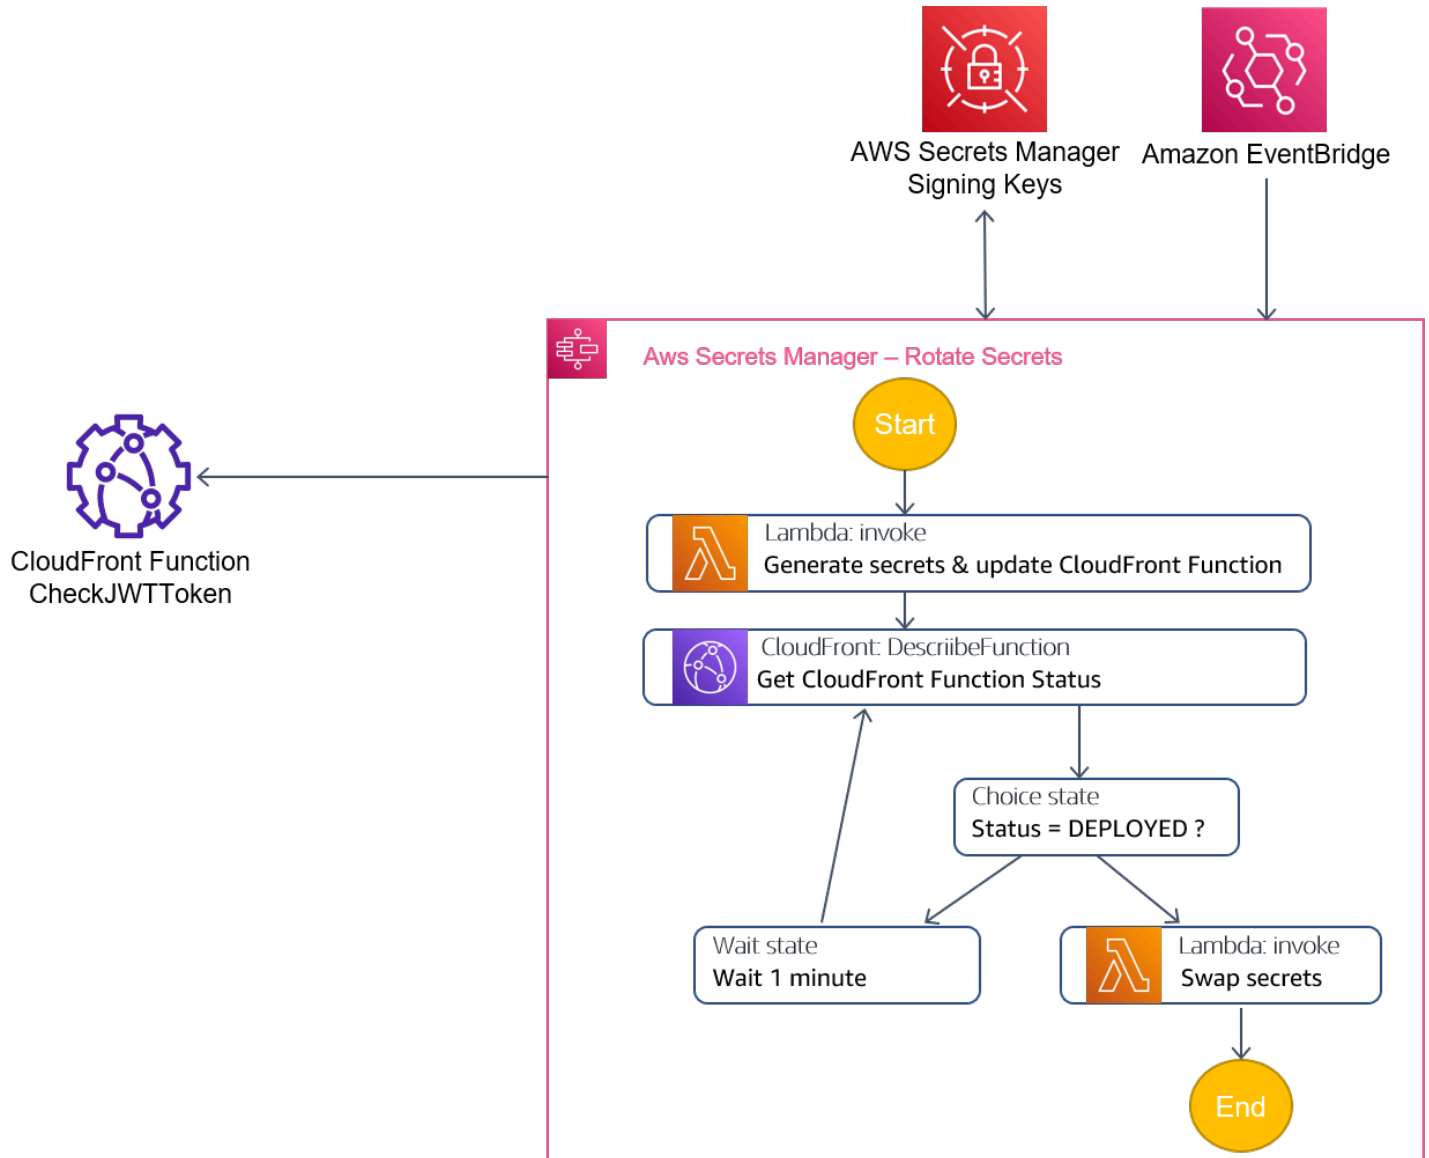 AWS Secrets Manager
Signing Keys
Amazon EventBridge
Aws Secrets Manager – Rotate Secrets
Start
CloudFront Function
CheckJWTToken
Lambda: invoke
Generate secrets & update CloudFront Function
CloudFront: DescriibeFunction
Get CloudFront Function Status
Choice state
Status = DEPLOYED ?
Wait state
Wait 1 minute
Lambda: invoke
Swap secrets
End